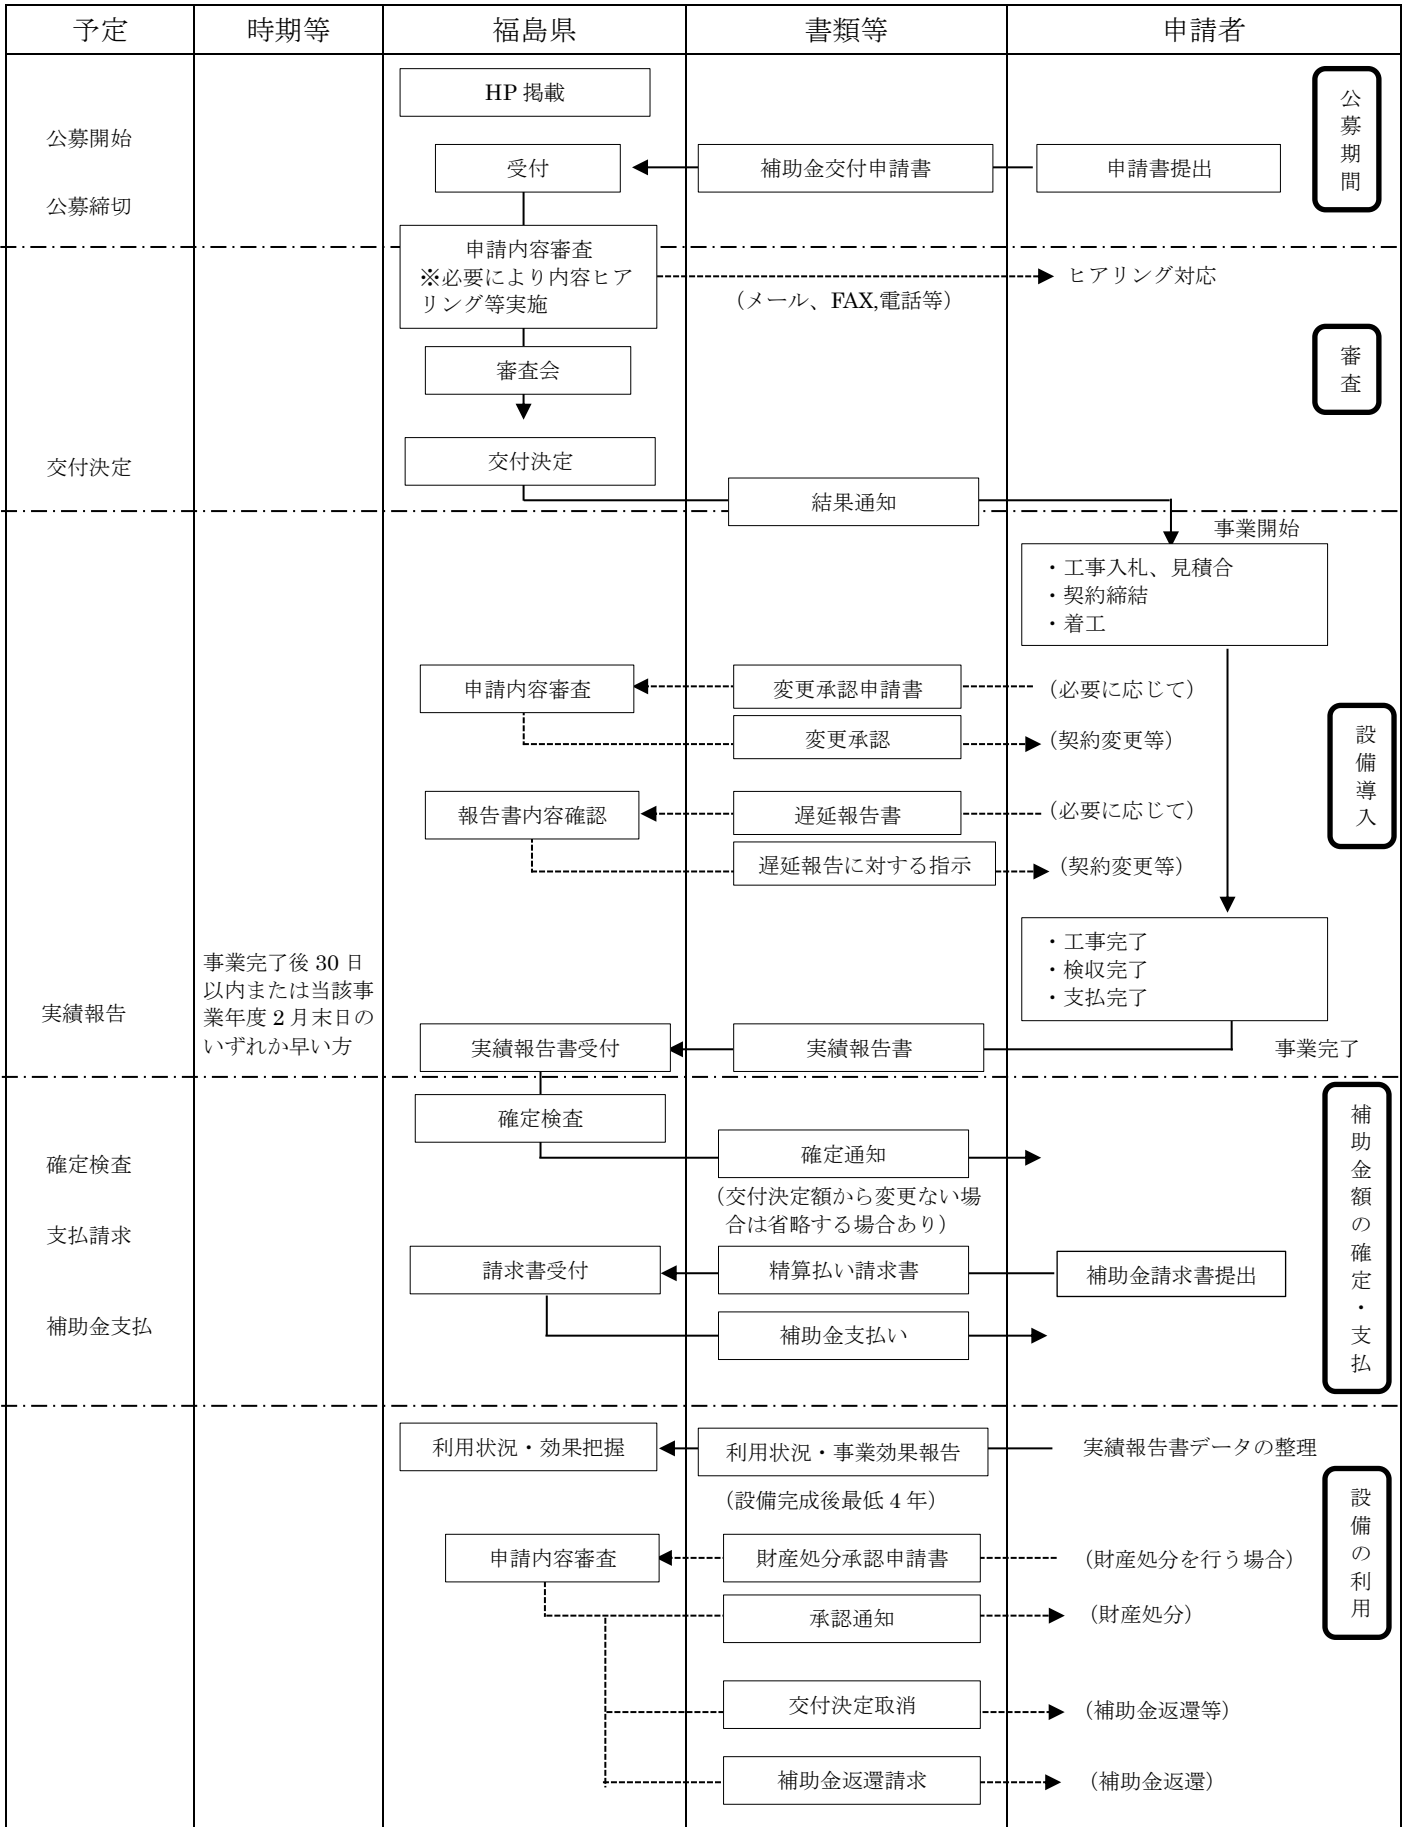 予定
時期等
福島県
書類等
申請者
HP 掲載
公募期間
公募開始
受付
補助金交付申請書
申請書提出
公募締切
申請内容審査
※必要により内容ヒア
リング等実施
ヒアリング対応
（メール、FAX,電話等）
審査会
審査
交付決定
交付決定
結果通知
事業開始
・工事入札、見積合
・契約締結
・着工
申請内容審査
変更承認申請書
（必要に応じて）
変更承認
（契約変更等）
設備導入
報告書内容確認
遅延報告書
（必要に応じて）
遅延報告に対する指示
（契約変更等）
・工事完了
・検収完了
・支払完了
実績報告
事業完了後 30 日
以内または当該事
業年度 2 月末日の
いずれか早い方
実績報告書受付
実績報告書
事業完了
確定検査
補助金額の確定・支払
確定検査
確定通知
（交付決定額から変更ない場
合は省略する場合あり）
支払請求
請求書受付
精算払い請求書
補助金請求書提出
補助金支払
補助金支払い
利用状況・効果把握
利用状況・事業効果報告
実績報告書データの整理
（設備完成後最低 4 年）
設備の利用
申請内容審査
財産処分承認申請書
（財産処分を行う場合）
承認通知
（財産処分）
交付決定取消
（補助金返還等）
補助金返還請求
（補助金返還）